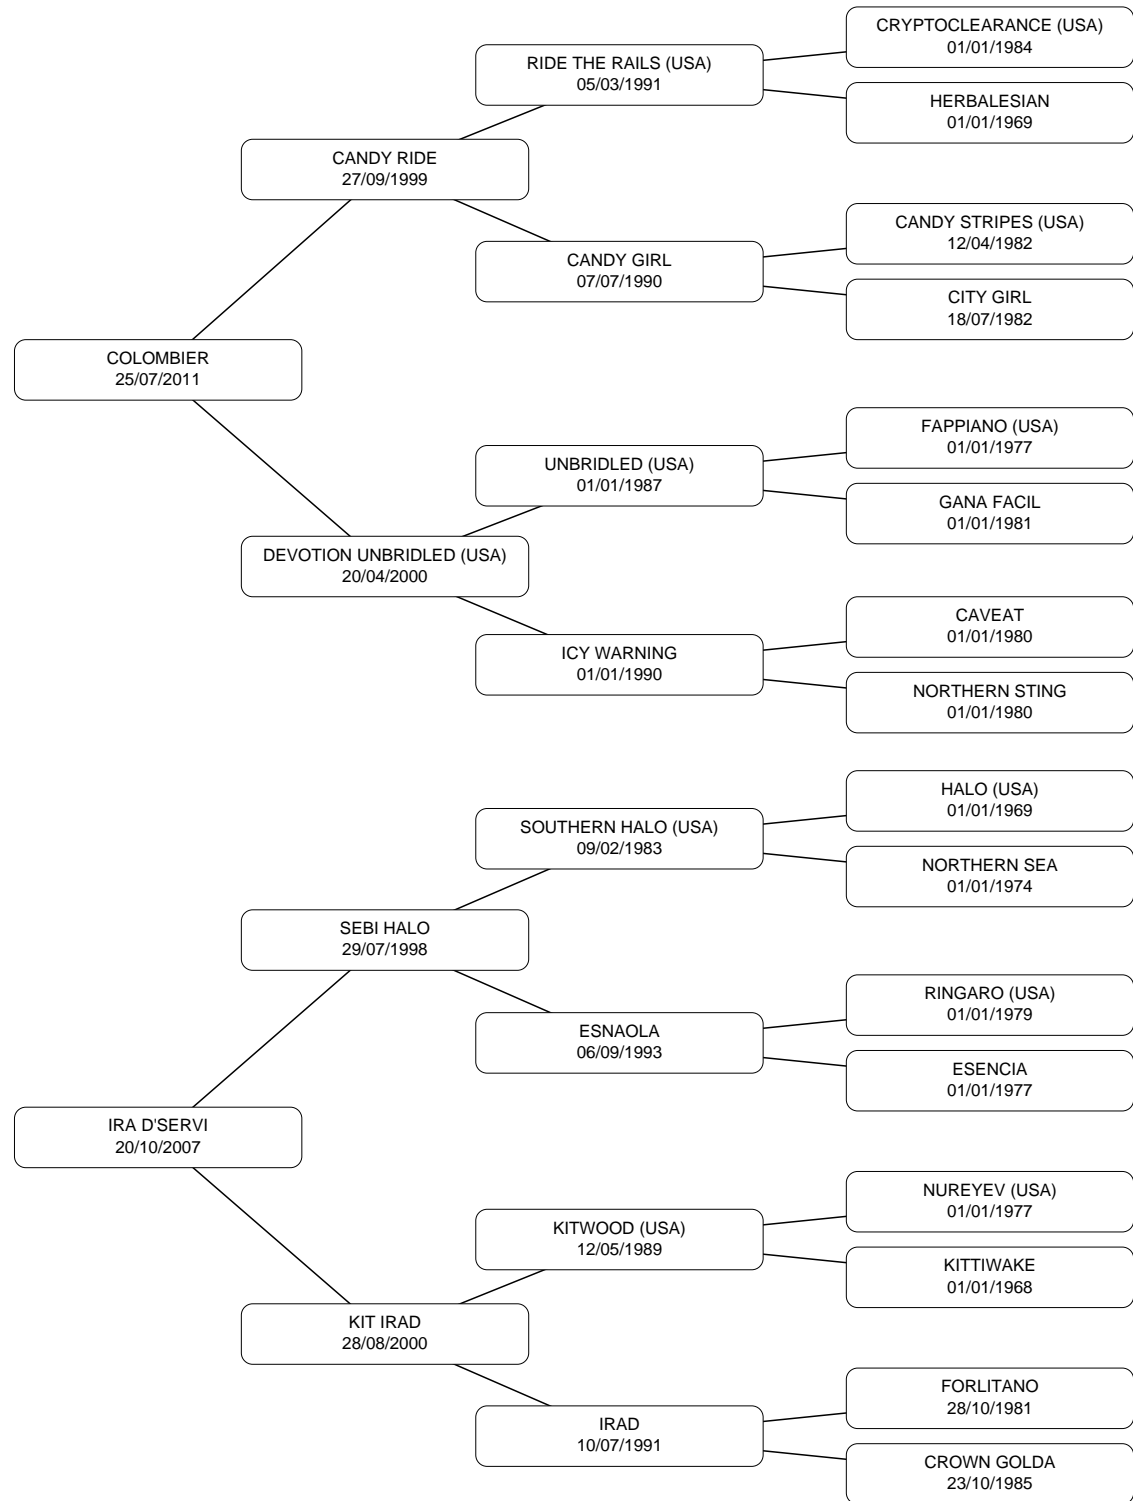 CRYPTOCLEARANCE (USA)
01/01/1984
RIDE THE RAILS (USA)
05/03/1991
HERBALESIAN
01/01/1969
CANDY RIDE
27/09/1999
CANDY STRIPES (USA)
12/04/1982
CANDY GIRL
07/07/1990
CITY GIRL
18/07/1982
COLOMBIER
25/07/2011
FAPPIANO (USA)
01/01/1977
UNBRIDLED (USA)
01/01/1987
GANA FACIL
01/01/1981
DEVOTION UNBRIDLED (USA)
20/04/2000
CAVEAT
01/01/1980
ICY WARNING
01/01/1990
NORTHERN STING
01/01/1980
HALO (USA)
01/01/1969
SOUTHERN HALO (USA)
09/02/1983
NORTHERN SEA
01/01/1974
SEBI HALO
29/07/1998
RINGARO (USA)
01/01/1979
ESNAOLA
06/09/1993
ESENCIA
01/01/1977
IRA D'SERVI
20/10/2007
NUREYEV (USA)
01/01/1977
KITWOOD (USA)
12/05/1989
KITTIWAKE
01/01/1968
KIT IRAD
28/08/2000
FORLITANO
28/10/1981
IRAD
10/07/1991
CROWN GOLDA
23/10/1985